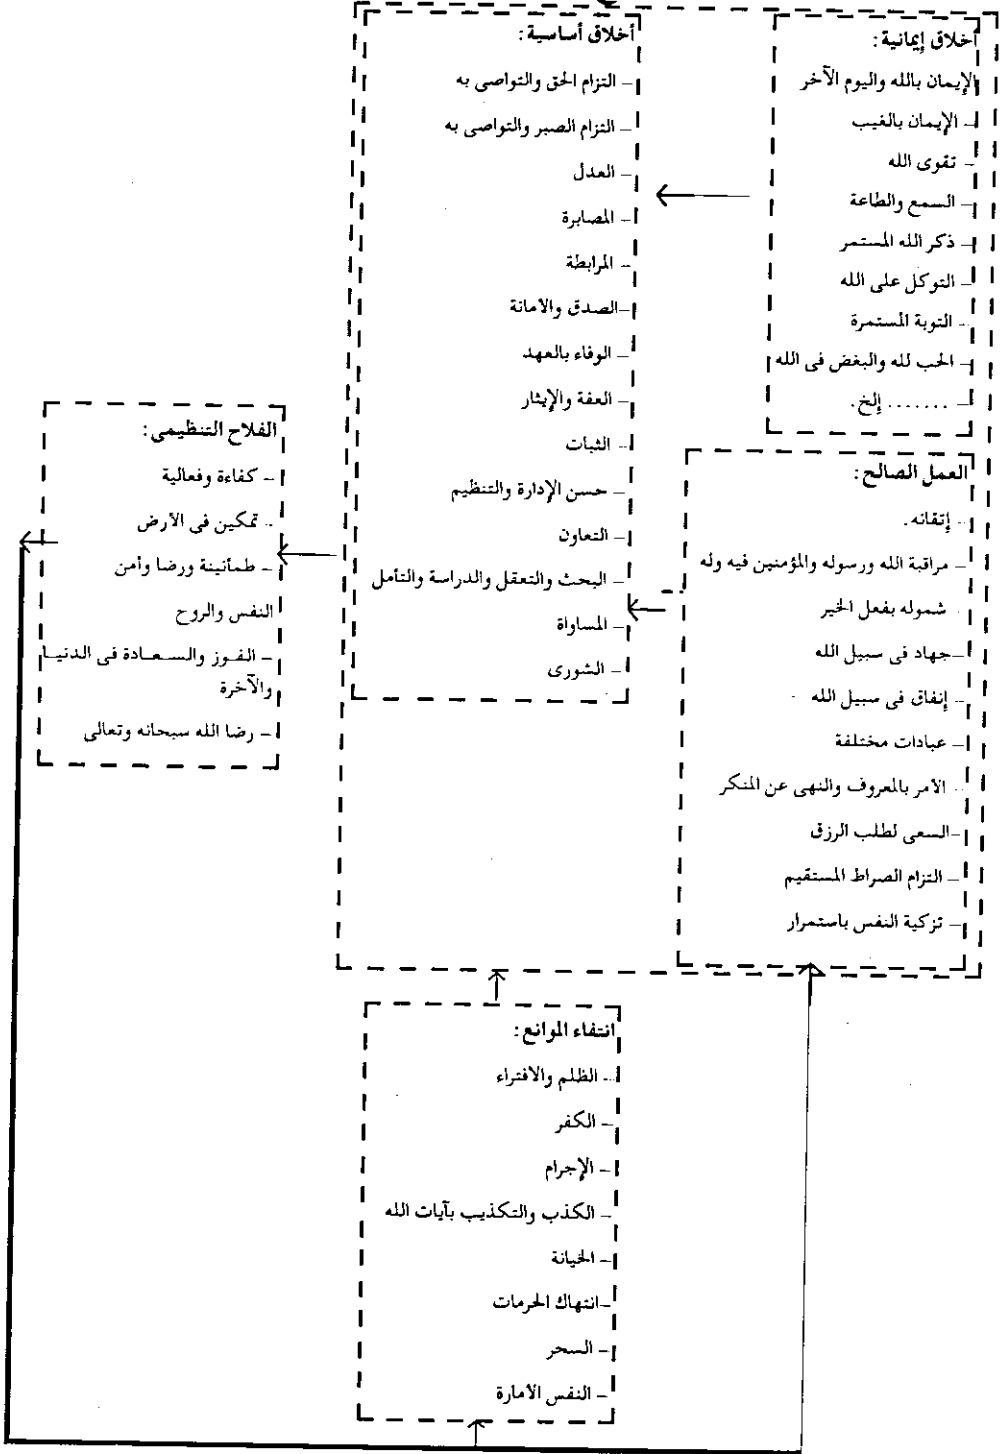 أخلاق إيمانية:
الإيمان بالله واليوم الآخر
– الإيمان بالغيب
– تقوى الله
– السمع والطاعة
– ذكر الله المستمر
– التوكل على الله
– التوبة المستمرة
– الحب لله والبغض فى الله
– ....... إلخ.
العمل الصالح:
– إتقانه.
– مراقبة الله ورسوله والمؤمنين فيه وله
– شموله بفعل الخير
– جهاد فى سبيل الله
– إنفاق فى سبيل الله
– عبادات مختلفة
– الأمر بالمعروف والنهى عن المنكر
– السعى لطلب الرزق
– التزام الصراط المستقيم
– تزكية النفس باستمرار
أخلاق أساسية:
– التزام الحق والتواصى به
– التزام الصبر والتواصى به
– العدل
– المصابرة
– المرابطة
– الصدق والأمانة
– الوفاء بالعهد
– العفة والإيثار
– الثبات
– حسن الإدارة والتنظيم
– التعاون
– البحث والتعقل والدراسة والتأمل
– المساواة
– الشورى
الفلاح التنظيمى:
– كفاءة وفعالية
– تمكين فى الأرض
– طمأنينة ورضا وأمن
النفس والروح
– الفوز والسعادة فى الدنيا
والآخرة
– رضا الله سبحانه وتعالى
انتفاء الموانع:
– الظلم والافتراء
– الكفر
– الإجرام
– الكذب والتكذيب بآيات الله
– الخيانة
– انتهاك الحرمات
– السحر
– النفس الأمارة